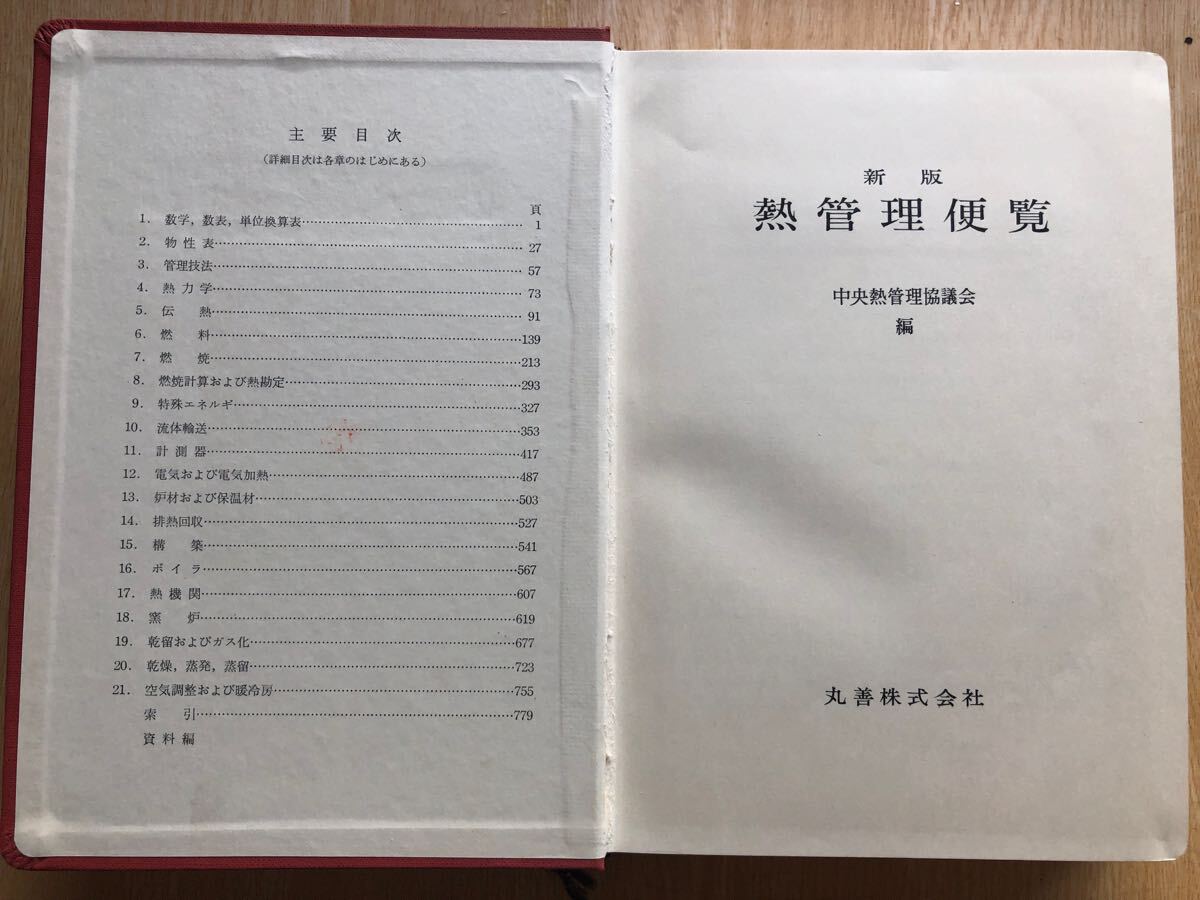 主要目次
(詳細目次は各章のはじめにある)
頁
1. 数学,数表,単位換算表……1
2. 物性表……27
3. 管理技法……57
4. 熱力学……73
5. 伝熱……91
6. 燃料……139
7. 燃焼……213
8. 燃焼計算および熱勘定……293
9. 特殊エネルギ……327
10. 流体輸送……353
11. 計測器……417
12. 電気および電気加熱……487
13. 炉材および保温材……503
14. 排熱回収……527
15. 構築……541
16. ボイラ……567
17. 熱機関……607
18. 窯炉……619
19. 乾留およびガス化……677
20. 乾燥,蒸発,蒸留……723
21. 空気調整および暖冷房……755
索引……779
資料編
新版
熱管理便覧
中央熱管理協議会
編
丸善株式会社